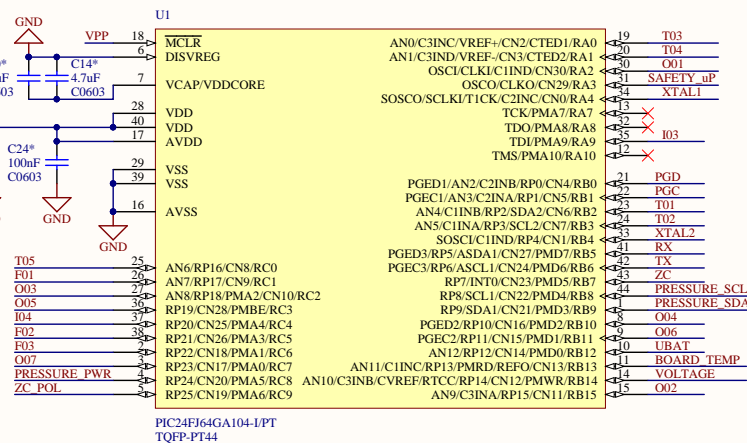 U1
GND
VPP 18 MCLR AN0/C3INC/VREF+/CN2/CTED1/RA0 19 T03
6 DISVREG AN1/C3IND/VREF-/CN3/CTED2/RA1 20 T04
OSCI/CLKI/C1IND/CN30/RA2 30 O01
C14*
4.7uF
C0603
7 VCAP/VDDCORE OSCO/CLKO/CN29/RA3 31 SAFETY_uP
SOSCO/SCLKI/T1CK/C2INC/CN0/RA4 34 XTAL1
28 VDD TCK/PMA7/RA7 13
40 VDD TDO/PMA8/RA8 32
17 AVDD TDI/PMA9/RA9 35 I03
TMS/PMA10/RA10 12
C24*
100nF
C0603
GND
29 VSS
39 VSS PGED1/AN2/C2INB/RP0/CN4/RB0 21 PGD
PGEC1/AN3/C2INA/RP1/CN5/RB1 22 PGC
16 AVSS AN4/C1INB/RP2/SDA2/CN6/RB2 23 T01
AN5/C1INA/RP3/SCL2/CN7/RB3 24 T02
GND
SOSCI/C1IND/RP4/CN1/RB4 33 XTAL2
PGED3/RP5/ASDA1/CN27/PMD7/RB5 41 RX
T05 25 AN6/RP16/CN8/RC0 PGEC3/RP6/ASCL1/CN24/PMD6/RB6 42 TX
F01 26 AN7/RP17/CN9/RC1 RP7/INT0/CN23/PMD5/RB7 43 ZC
O03 27 AN8/RP18/PMA2/CN10/RC2 RP8/SCL1/CN22/PMD4/RB8 44 PRESSURE_SCL
O05 36 RP19/CN28/PMBE/RC3 RP9/SDA1/CN21/PMD3/RB9 1 PRESSURE_SDA
I04 37 RP20/CN25/PMA4/RC4 PGED2/RP10/CN16/PMD2/RB10 8 O04
F02 38 RP21/CN26/PMA3/RC5 PGEC2/RP11/CN15/PMD1/RB11 9 O06
F03 2 RP22/CN18/PMA1/RC6 AN12/RP12/CN14/PMD0/RB12 10 UBAT
O07 3 RP23/CN17/PMA0/RC7 AN11/C1INC/RP13/PMRD/REFO/CN13/RB13 11 BOARD_TEMP
PRESSURE_PWR 4 RP24/CN20/PMA5/RC8 AN10/C3INB/CVREF/RTCC/RP14/CN12/PMWR/RB14 14 VOLTAGE
ZC_POL 5 RP25/CN19/PMA6/RC9 AN9/C3INA/RP15/CN11/RB15 15 O02
PIC24FJ64GA104-I/PT
TQFP-PT44